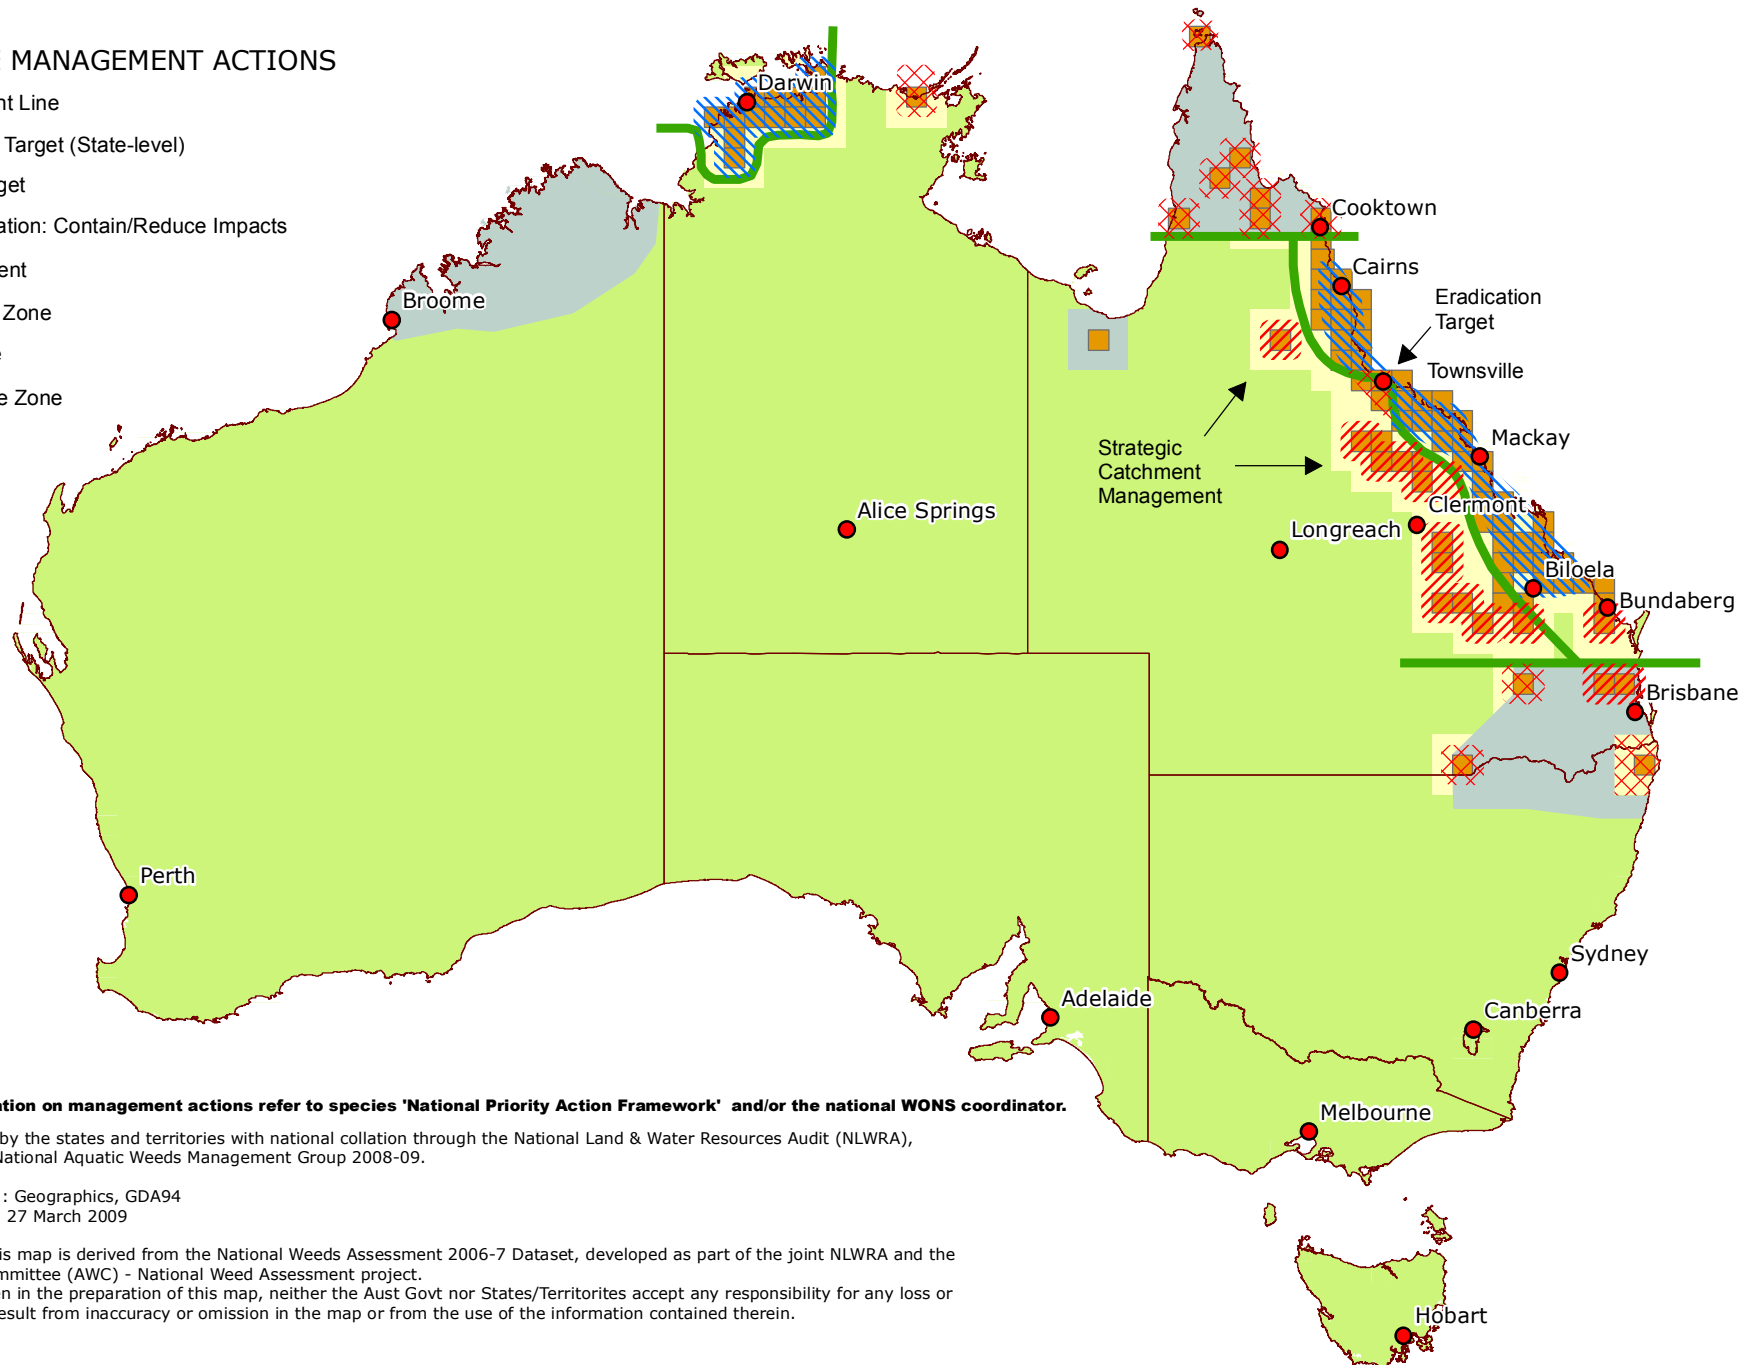 MANAGEMENT ACTIONS
nt Line
Target (State-level)
get
ation: Contain/Reduce Impacts
ent
Zone
e Zone
Darwin
Broome
Cooktown
Cairns
Eradication
Target
Townsville
Strategic
Catchment
Management
Mackay
Clermont
Longreach
Alice Springs
Biloela
Bundaberg
Brisbane
Perth
Adelaide
Sydney
Canberra
Melbourne
Hobart
ation on management actions refer to species 'National Priority Action Framework' and/or the national WONS coordinator.
by the states and territories with national collation through the National Land & Water Resources Audit (NLWRA),
National Aquatic Weeds Management Group 2008-09.
: Geographics, GDA94
27 March 2009
is map is derived from the National Weeds Assessment 2006-7 Dataset, developed as part of the joint NLWRA and the
mmittee (AWC) - National Weed Assessment project.
en in the preparation of this map, neither the Aust Govt nor States/Territorites accept any responsibility for any loss or
result from inaccuracy or omission in the map or from the use of the information contained therein.